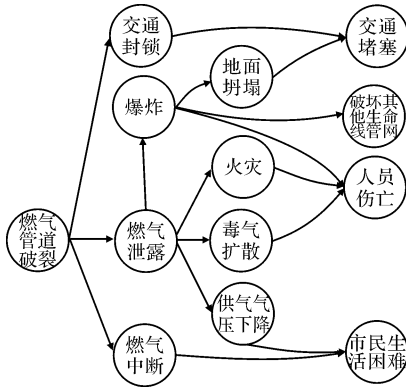 交通
封锁
交通
堵塞
地面
坍塌
爆炸
破坏其
他生命
线管网
火灾
人员
伤亡
燃气
管道
破裂
燃气
泄露
毒气
扩散
供气气
压下降
燃气
中断
市民生
活困难